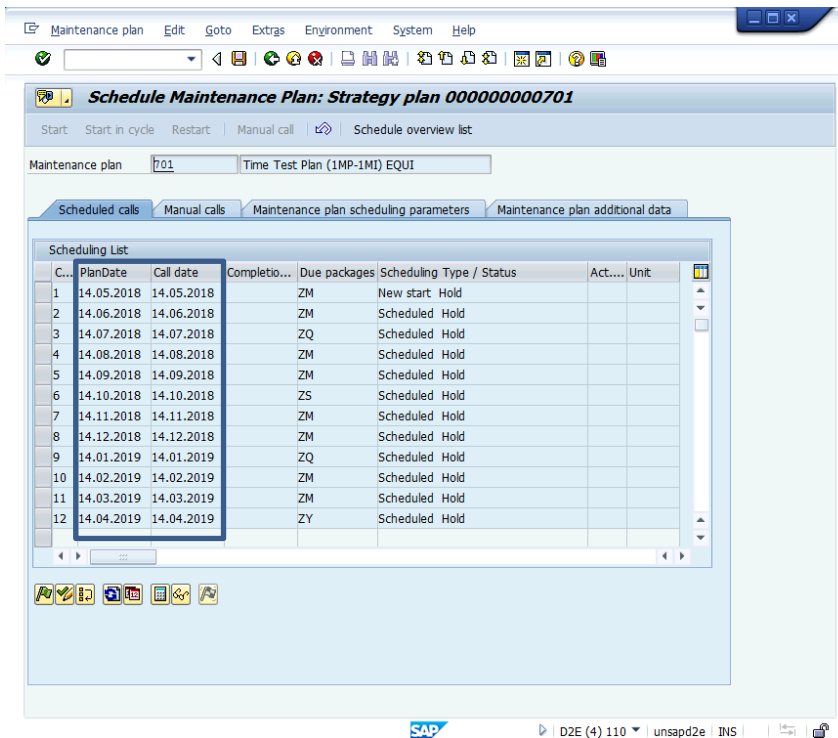 Maintenance plan Edit Goto Extras Environment System Help
Schedule Maintenance Plan: Strategy plan 000000000701
Start Start in cycle Restart Manual call Schedule overview list
Maintenance plan 701 Time Test Plan (1MP-1MI) EQUI
Scheduled calls Manual calls Maintenance plan scheduling parameters Maintenance plan additional data
Scheduling List
C... PlanDate Call date Completio... Due packages Scheduling Type / Status Act.... Unit
1 14.05.2018 14.05.2018 ZM New start Hold
2 14.06.2018 14.06.2018 ZM Scheduled Hold
3 14.07.2018 14.07.2018 ZQ Scheduled Hold
4 14.08.2018 14.08.2018 ZM Scheduled Hold
5 14.09.2018 14.09.2018 ZM Scheduled Hold
6 14.10.2018 14.10.2018 ZS Scheduled Hold
7 14.11.2018 14.11.2018 ZM Scheduled Hold
8 14.12.2018 14.12.2018 ZM Scheduled Hold
9 14.01.2019 14.01.2019 ZQ Scheduled Hold
10 14.02.2019 14.02.2019 ZM Scheduled Hold
11 14.03.2019 14.03.2019 ZM Scheduled Hold
12 14.04.2019 14.04.2019 ZY Scheduled Hold
SAP D2E (4) 110 unsapd2e INS